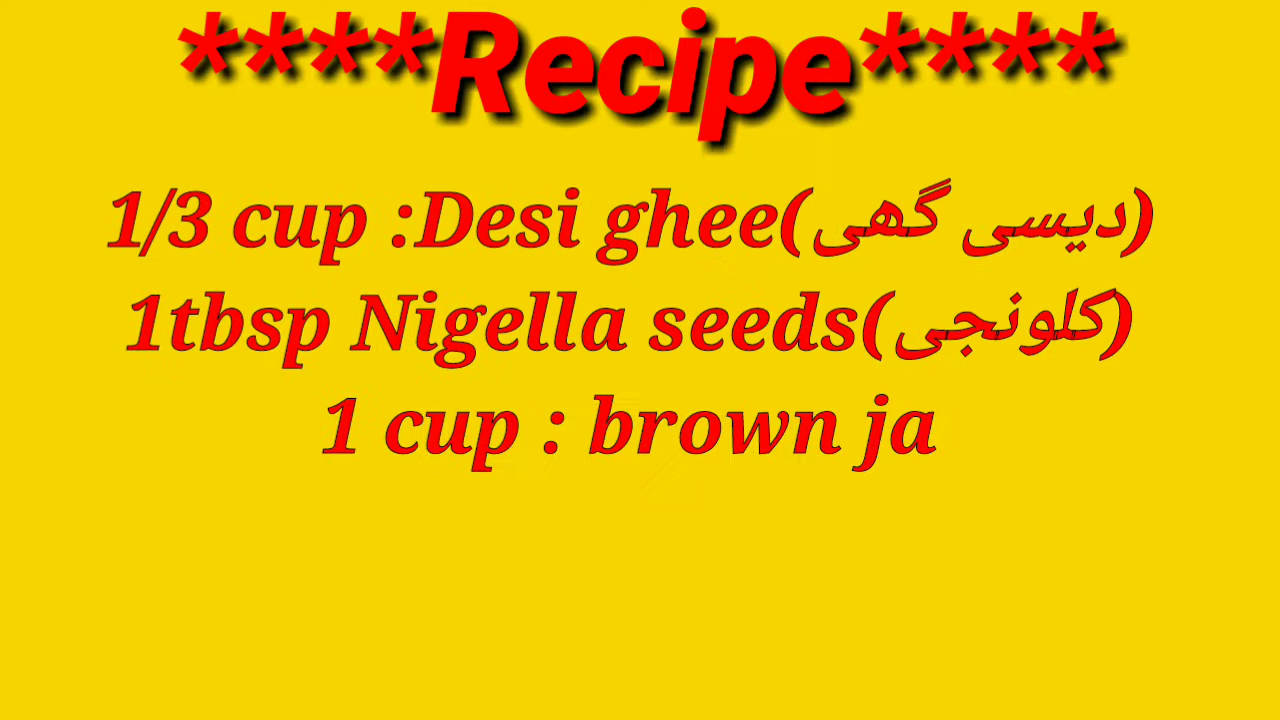 ****Recipe****
1/3 cup :Desi ghee(دیسی گھی)
1tbsp Nigella seeds(کلونجی)
1 cup : brown ja